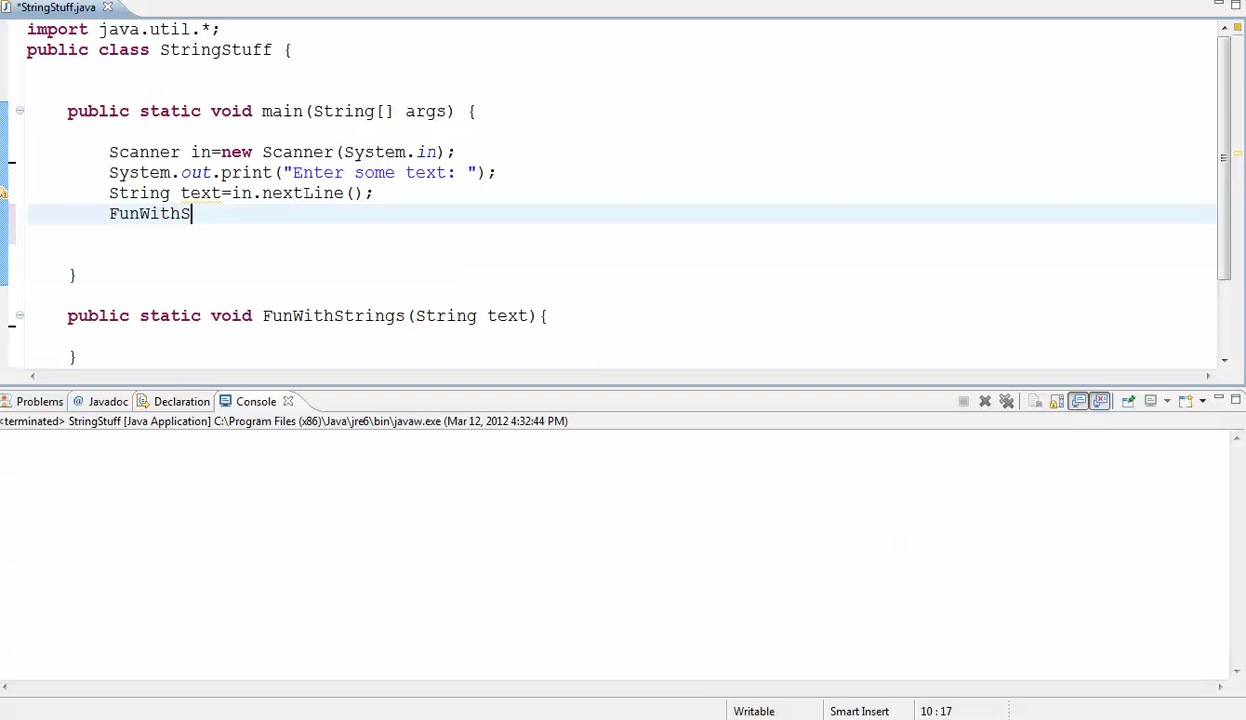 *StringStuff.java
import java.util.*;
public class StringStuff {
public static void main(String[] args) {
Scanner in=new Scanner(System.in);
System.out.print("Enter some text: ");
String text=in.nextLine();
FunWithS
}
public static void FunWithStrings(String text){
}
Problems @ Javadoc Declaration Console
<terminated> StringStuff [Java Application] C:\Program Files (x86)\Java\jre6\bin\javaw.exe (Mar 12, 2012 4:32:44 PM)
Writable Smart Insert 10 : 17